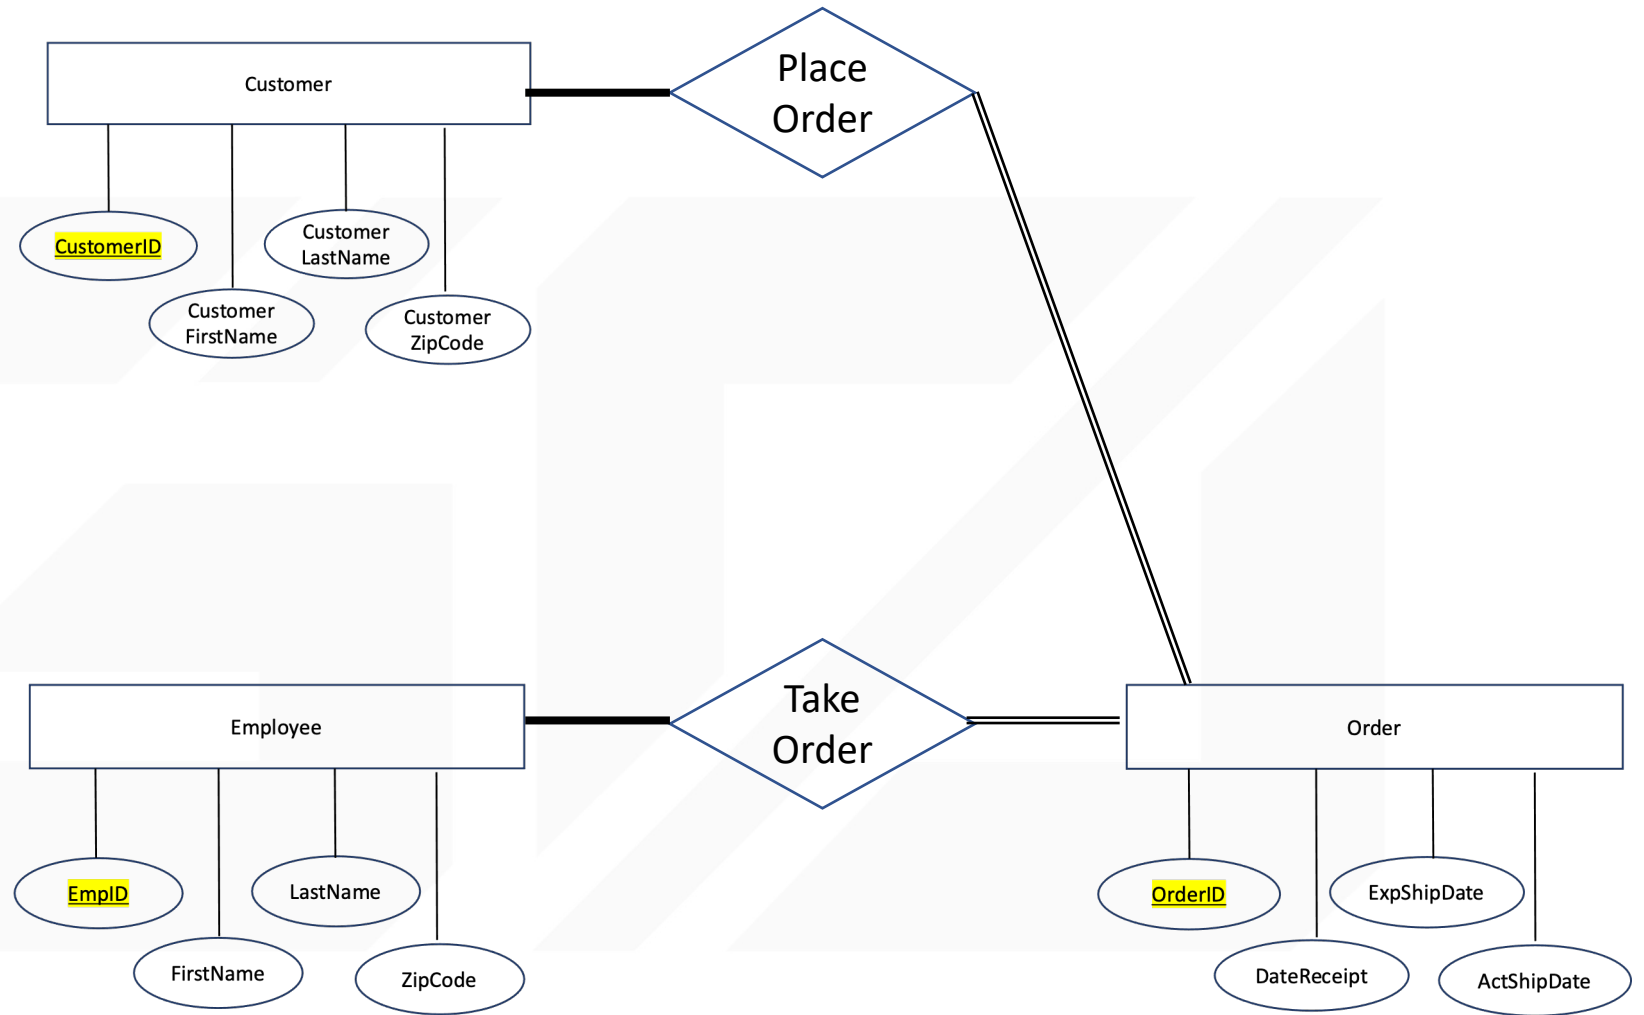 Customer
Place
Order
CustomerID
Customer
FirstName
Customer
LastName
Customer
ZipCode
Employee
Take
Order
Order
EmpID
FirstName
LastName
ZipCode
OrderID
DateReceipt
ExpShipDate
ActShipDate